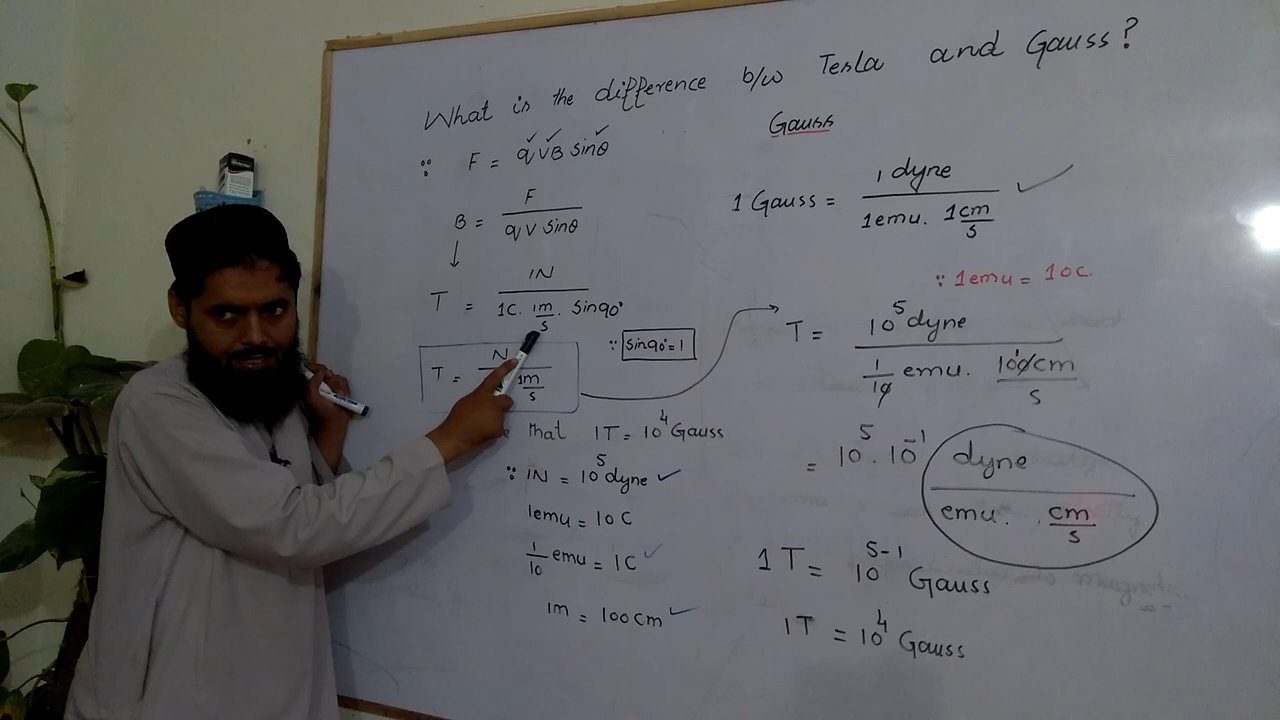 What is the difference b/w Tesla and Gauss?
∵ F = qVB sinθ
B = F / qV sinθ
↓
T = 1N / 1C. 1m/s. Sin90°
∵ Sin90° = 1
T = N / 1m/s
that 1T = 10^4 Gauss
∵ 1N = 10^5 dyne ✓
1emu = 10C
1/10 emu = 1C ✓
1m = 100cm ✓
Gauss
1 Gauss = 1 dyne / 1emu. 1cm/s ✓
∵ 1emu = 10C.
T = 10^5 dyne / 1/10 emu. 100cm/s
= 10^5 . 10^-1 dyne / emu. cm/s
1T = 10^5-1 Gauss
1T = 10^4 Gauss